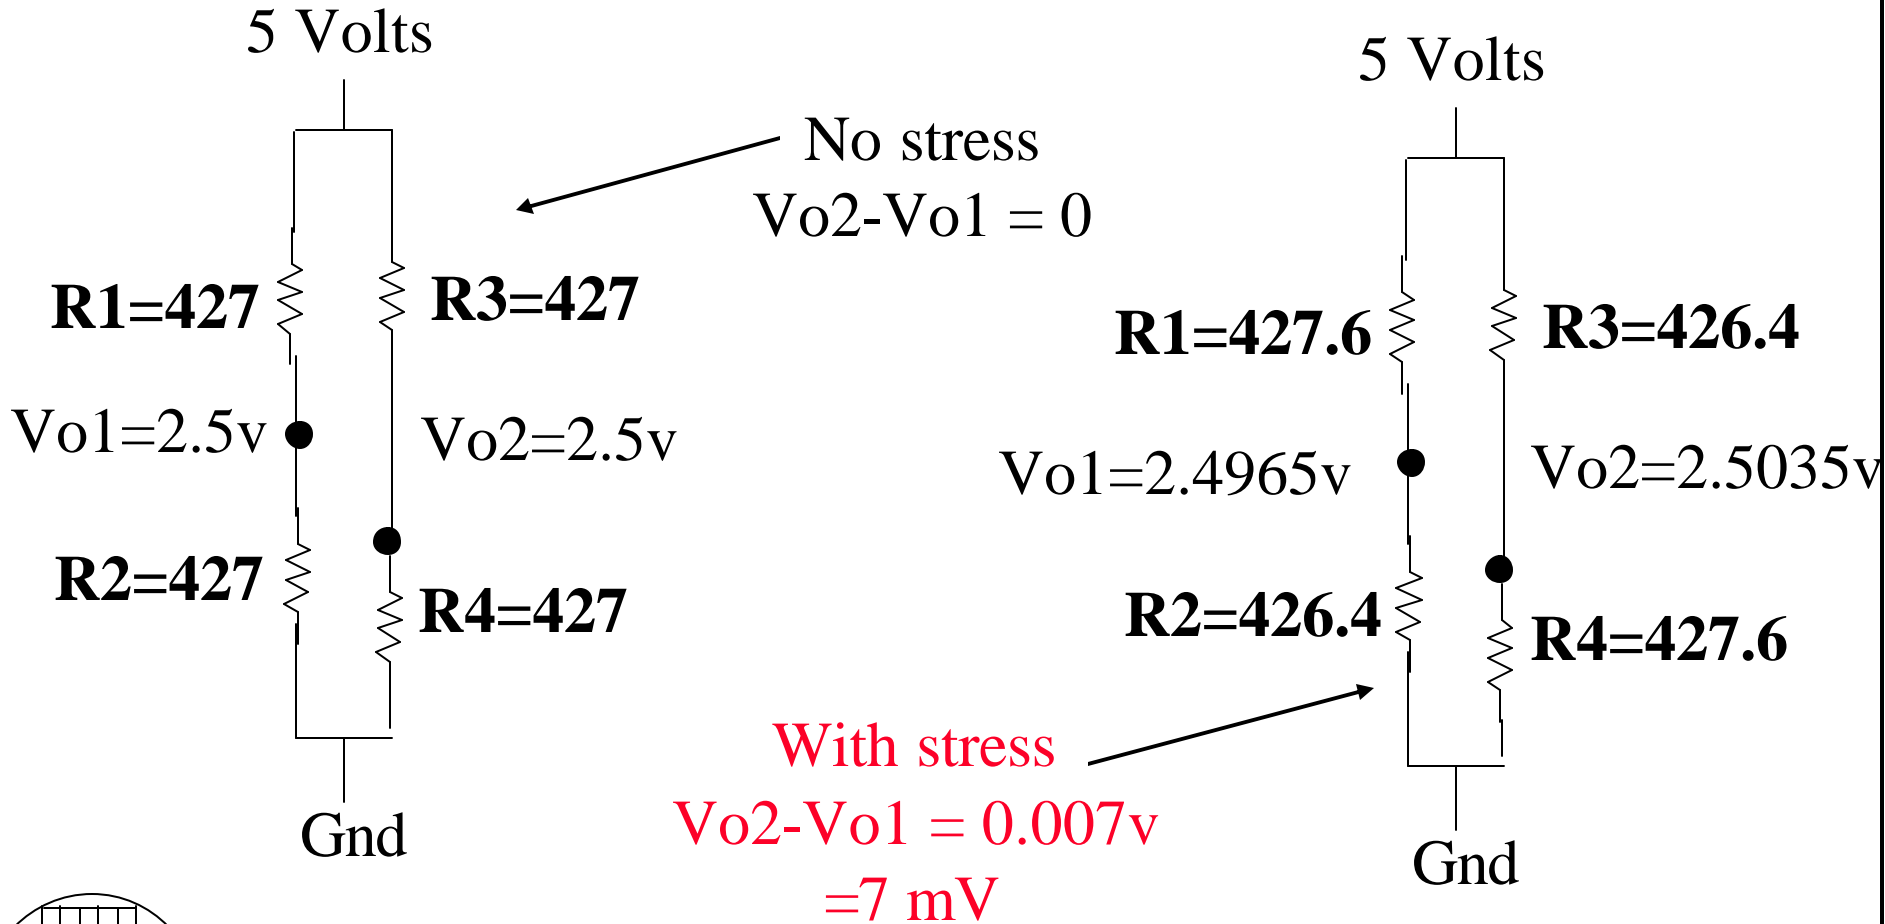 5 Volts
No stress
Vo2-Vo1 = 0
R1=427
R3=427
Vo1=2.5v
Vo2=2.5v
R2=427
R4=427
Gnd
5 Volts
R1=427.6
R3=426.4
Vo1=2.4965v
Vo2=2.5035v
R2=426.4
R4=427.6
With stress
Vo2-Vo1 = 0.007v
=7 mV
Gnd